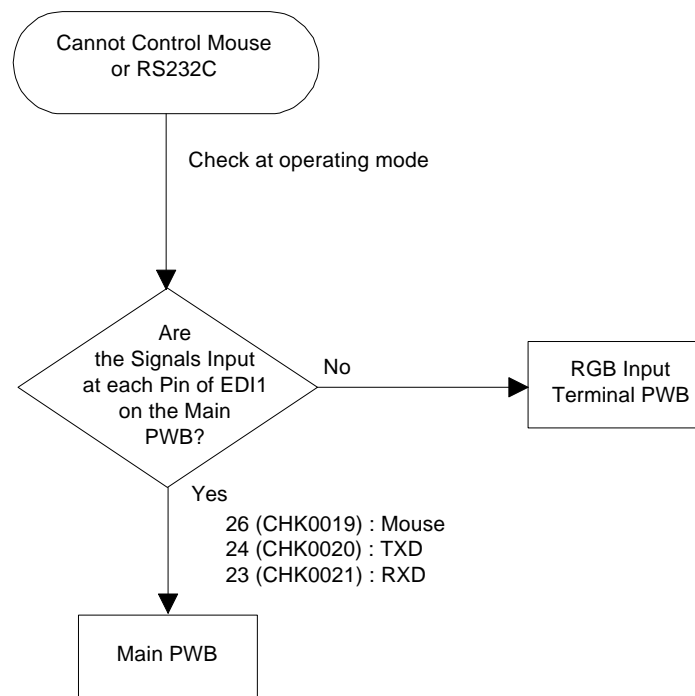 Cannot Control Mouse
or RS232C
Check at operating mode
Are
the Signals Input
at each Pin of EDI1
on the Main
PWB?
No
RGB Input
Terminal PWB
Yes
26 (CHK0019) : Mouse
24 (CHK0020) : TXD
23 (CHK0021) : RXD
Main PWB